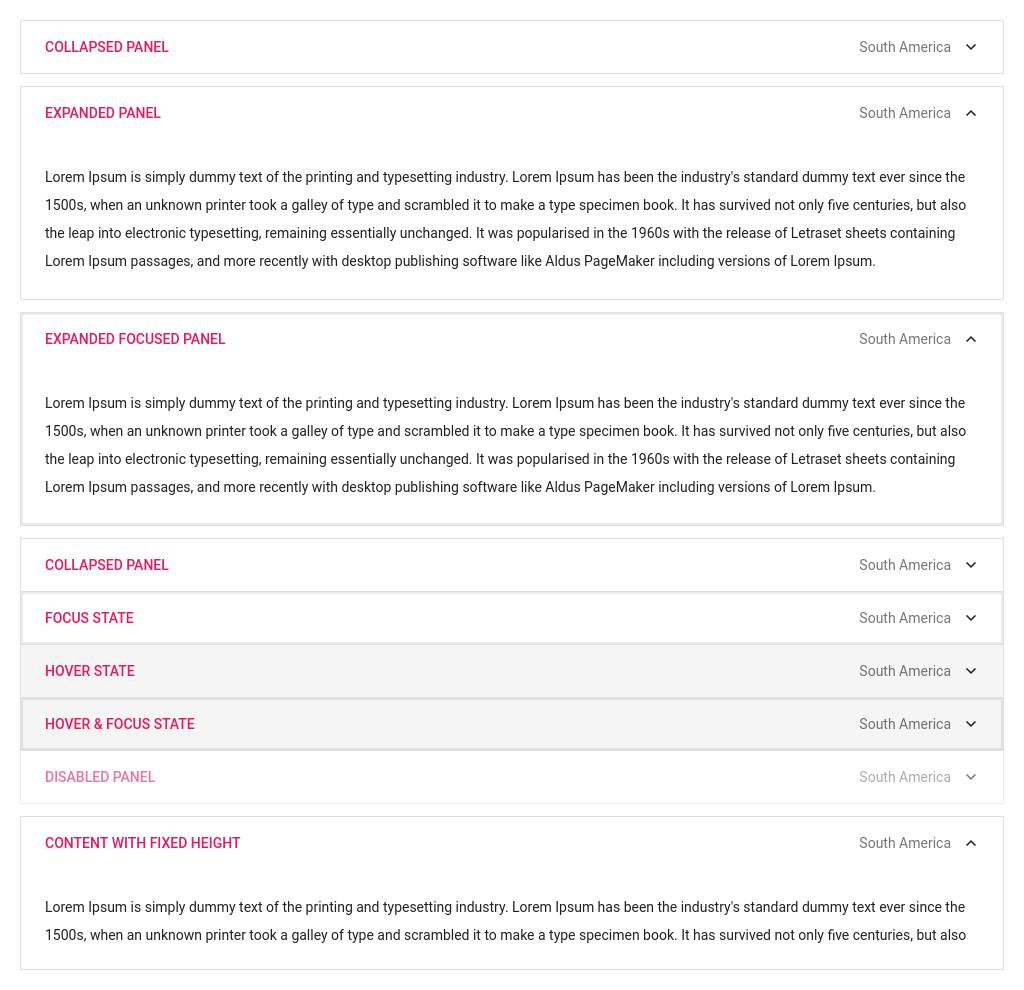 COLLAPSED PANEL South America
EXPANDED PANEL South America
Lorem Ipsum is simply dummy text of the printing and typesetting industry. Lorem Ipsum has been the industry's standard dummy text ever since the
1500s, when an unknown printer took a galley of type and scrambled it to make a type specimen book. It has survived not only five centuries, but also
the leap into electronic typesetting, remaining essentially unchanged. It was popularised in the 1960s with the release of Letraset sheets containing
Lorem Ipsum passages, and more recently with desktop publishing software like Aldus PageMaker including versions of Lorem Ipsum.
EXPANDED FOCUSED PANEL South America
Lorem Ipsum is simply dummy text of the printing and typesetting industry. Lorem Ipsum has been the industry's standard dummy text ever since the
1500s, when an unknown printer took a galley of type and scrambled it to make a type specimen book. It has survived not only five centuries, but also
the leap into electronic typesetting, remaining essentially unchanged. It was popularised in the 1960s with the release of Letraset sheets containing
Lorem Ipsum passages, and more recently with desktop publishing software like Aldus PageMaker including versions of Lorem Ipsum.
COLLAPSED PANEL South America
FOCUS STATE South America
HOVER STATE South America
HOVER & FOCUS STATE South America
DISABLED PANEL South America
CONTENT WITH FIXED HEIGHT South America
Lorem Ipsum is simply dummy text of the printing and typesetting industry. Lorem Ipsum has been the industry's standard dummy text ever since the
1500s, when an unknown printer took a galley of type and scrambled it to make a type specimen book. It has survived not only five centuries, but also